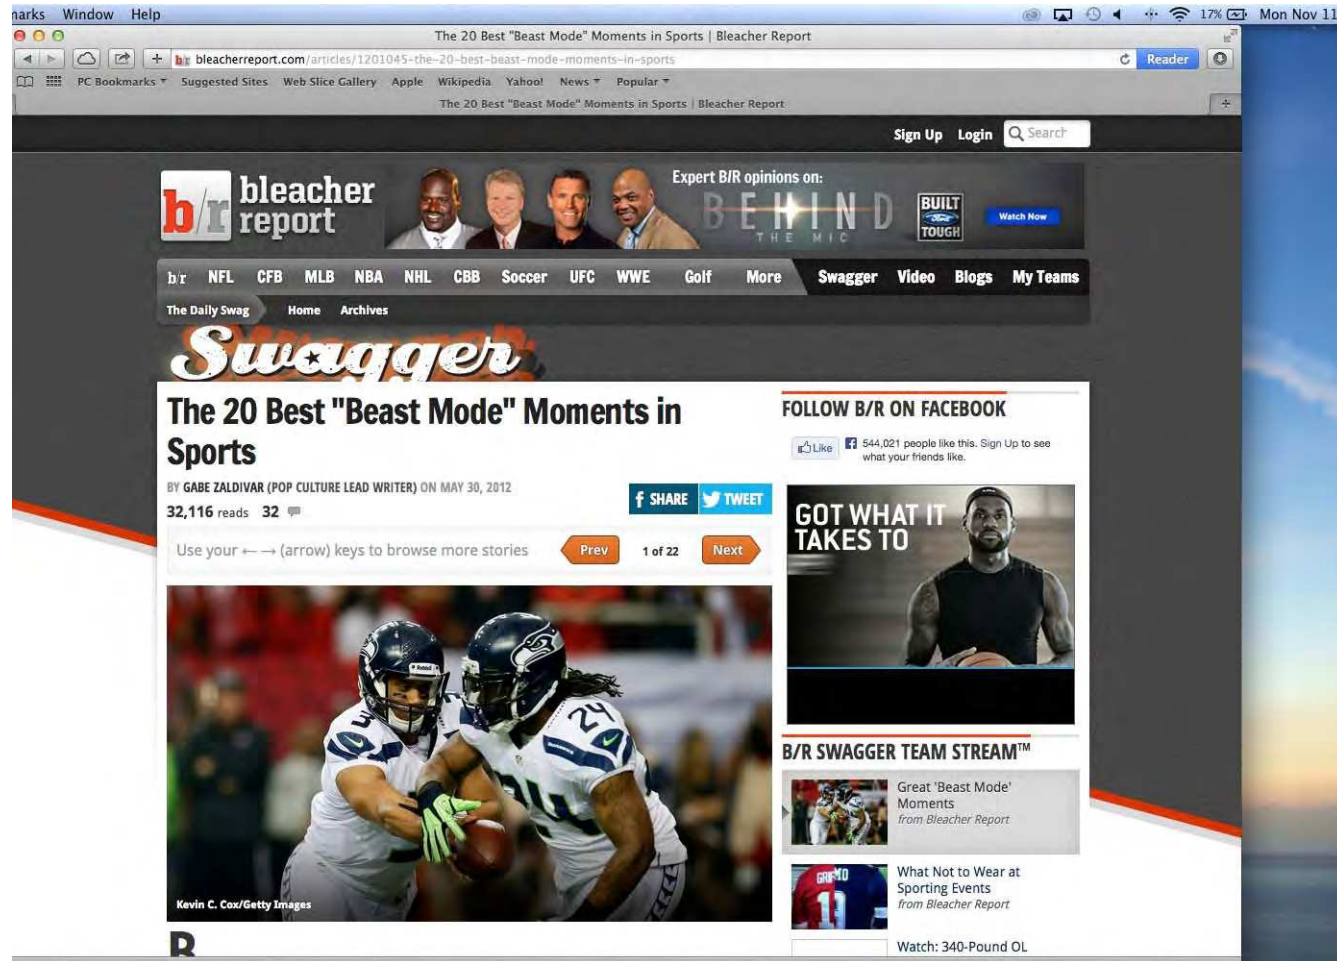 marks Window Help 17% Mon Nov 11
The 20 Best "Beast Mode" Moments in Sports | Bleacher Report
bleacherreport.com/articles/1201045-the-20-best-beast-mode-moments-in-sports Reader
PC Bookmarks Suggested Sites Web Slice Gallery Apple Wikipedia Yahoo! News Popular
The 20 Best "Beast Mode" Moments in Sports | Bleacher Report
Sign Up Login Search
b/r bleacher report
Expert B/R opinions on:
BEHIND
THE MIC
BUILT
Ford
TOUGH
Watch Now
b/r NFL CFB MLB NBA NHL CBB Soccer UFC WWE Golf More Swagger Video Blogs My Teams
The Daily Swag Home Archives
Swagger
The 20 Best "Beast Mode" Moments in
Sports
BY GABE ZALDIVAR (POP CULTURE LEAD WRITER) ON MAY 30, 2012
32,116 reads 32
f SHARE TWEET
Use your ← → (arrow) keys to browse more stories Prev 1 of 22 Next
3
24
24
Kevin C. Cox/Getty Images
B
FOLLOW B/R ON FACEBOOK
Like 544,021 people like this. Sign Up to see
what your friends like.
GOT WHAT IT
TAKES TO
B/R SWAGGER TEAM STREAM™
Great 'Beast Mode'
Moments
from Bleacher Report
What Not to Wear at
Sporting Events
from Bleacher Report
Watch: 340-Pound OL